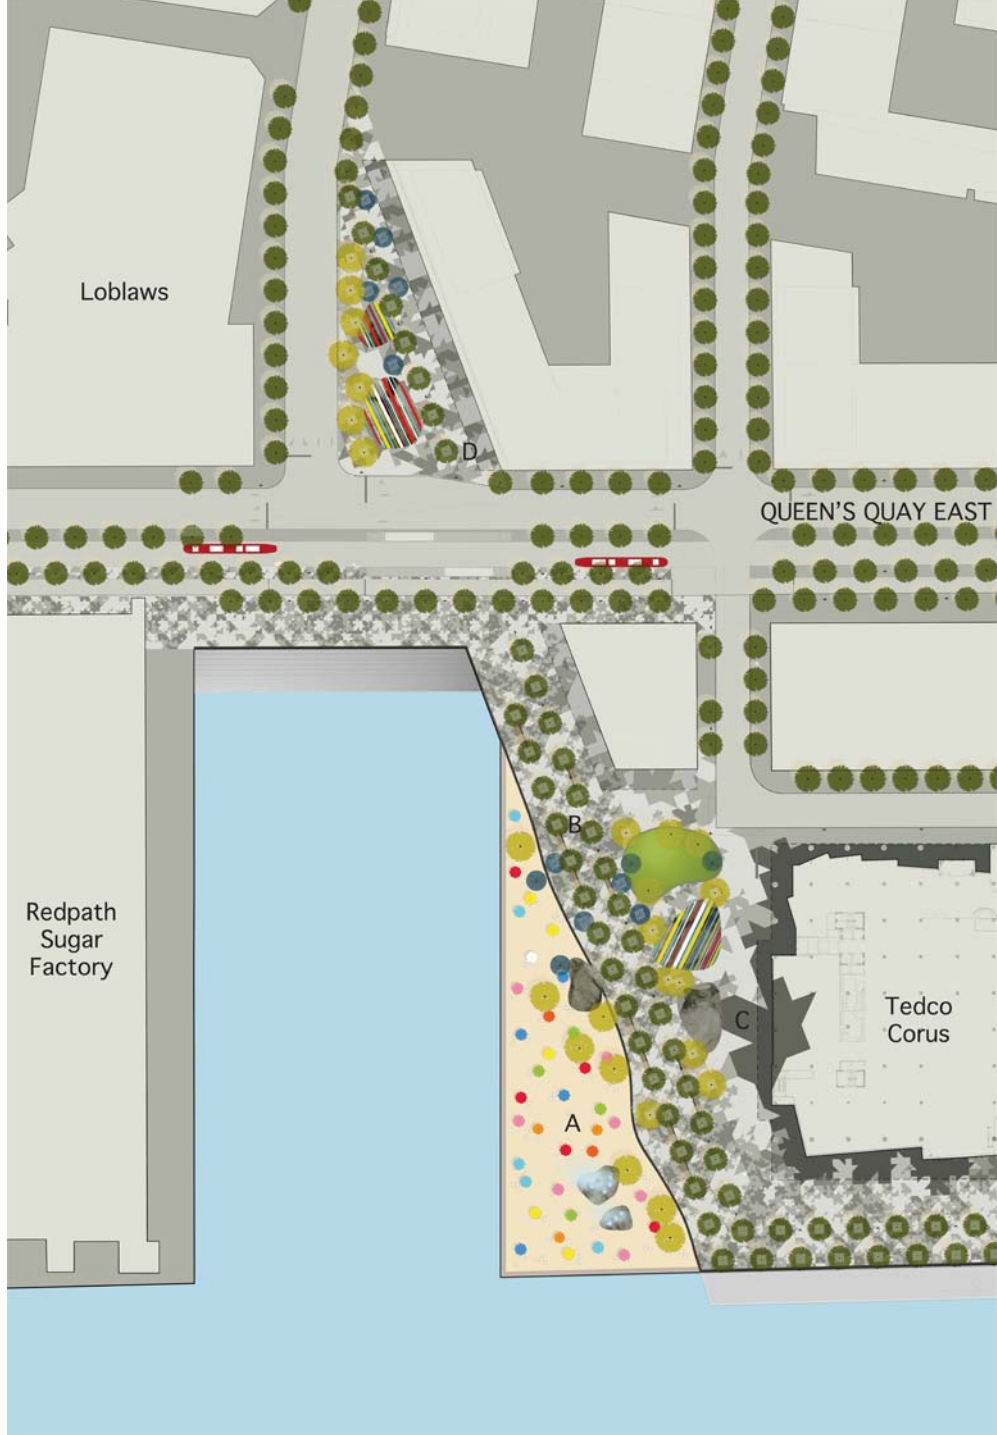 Loblaws
D
QUEEN'S QUAY EAST
B
Redpath
Sugar
Factory
C
Tedco
Corus
A